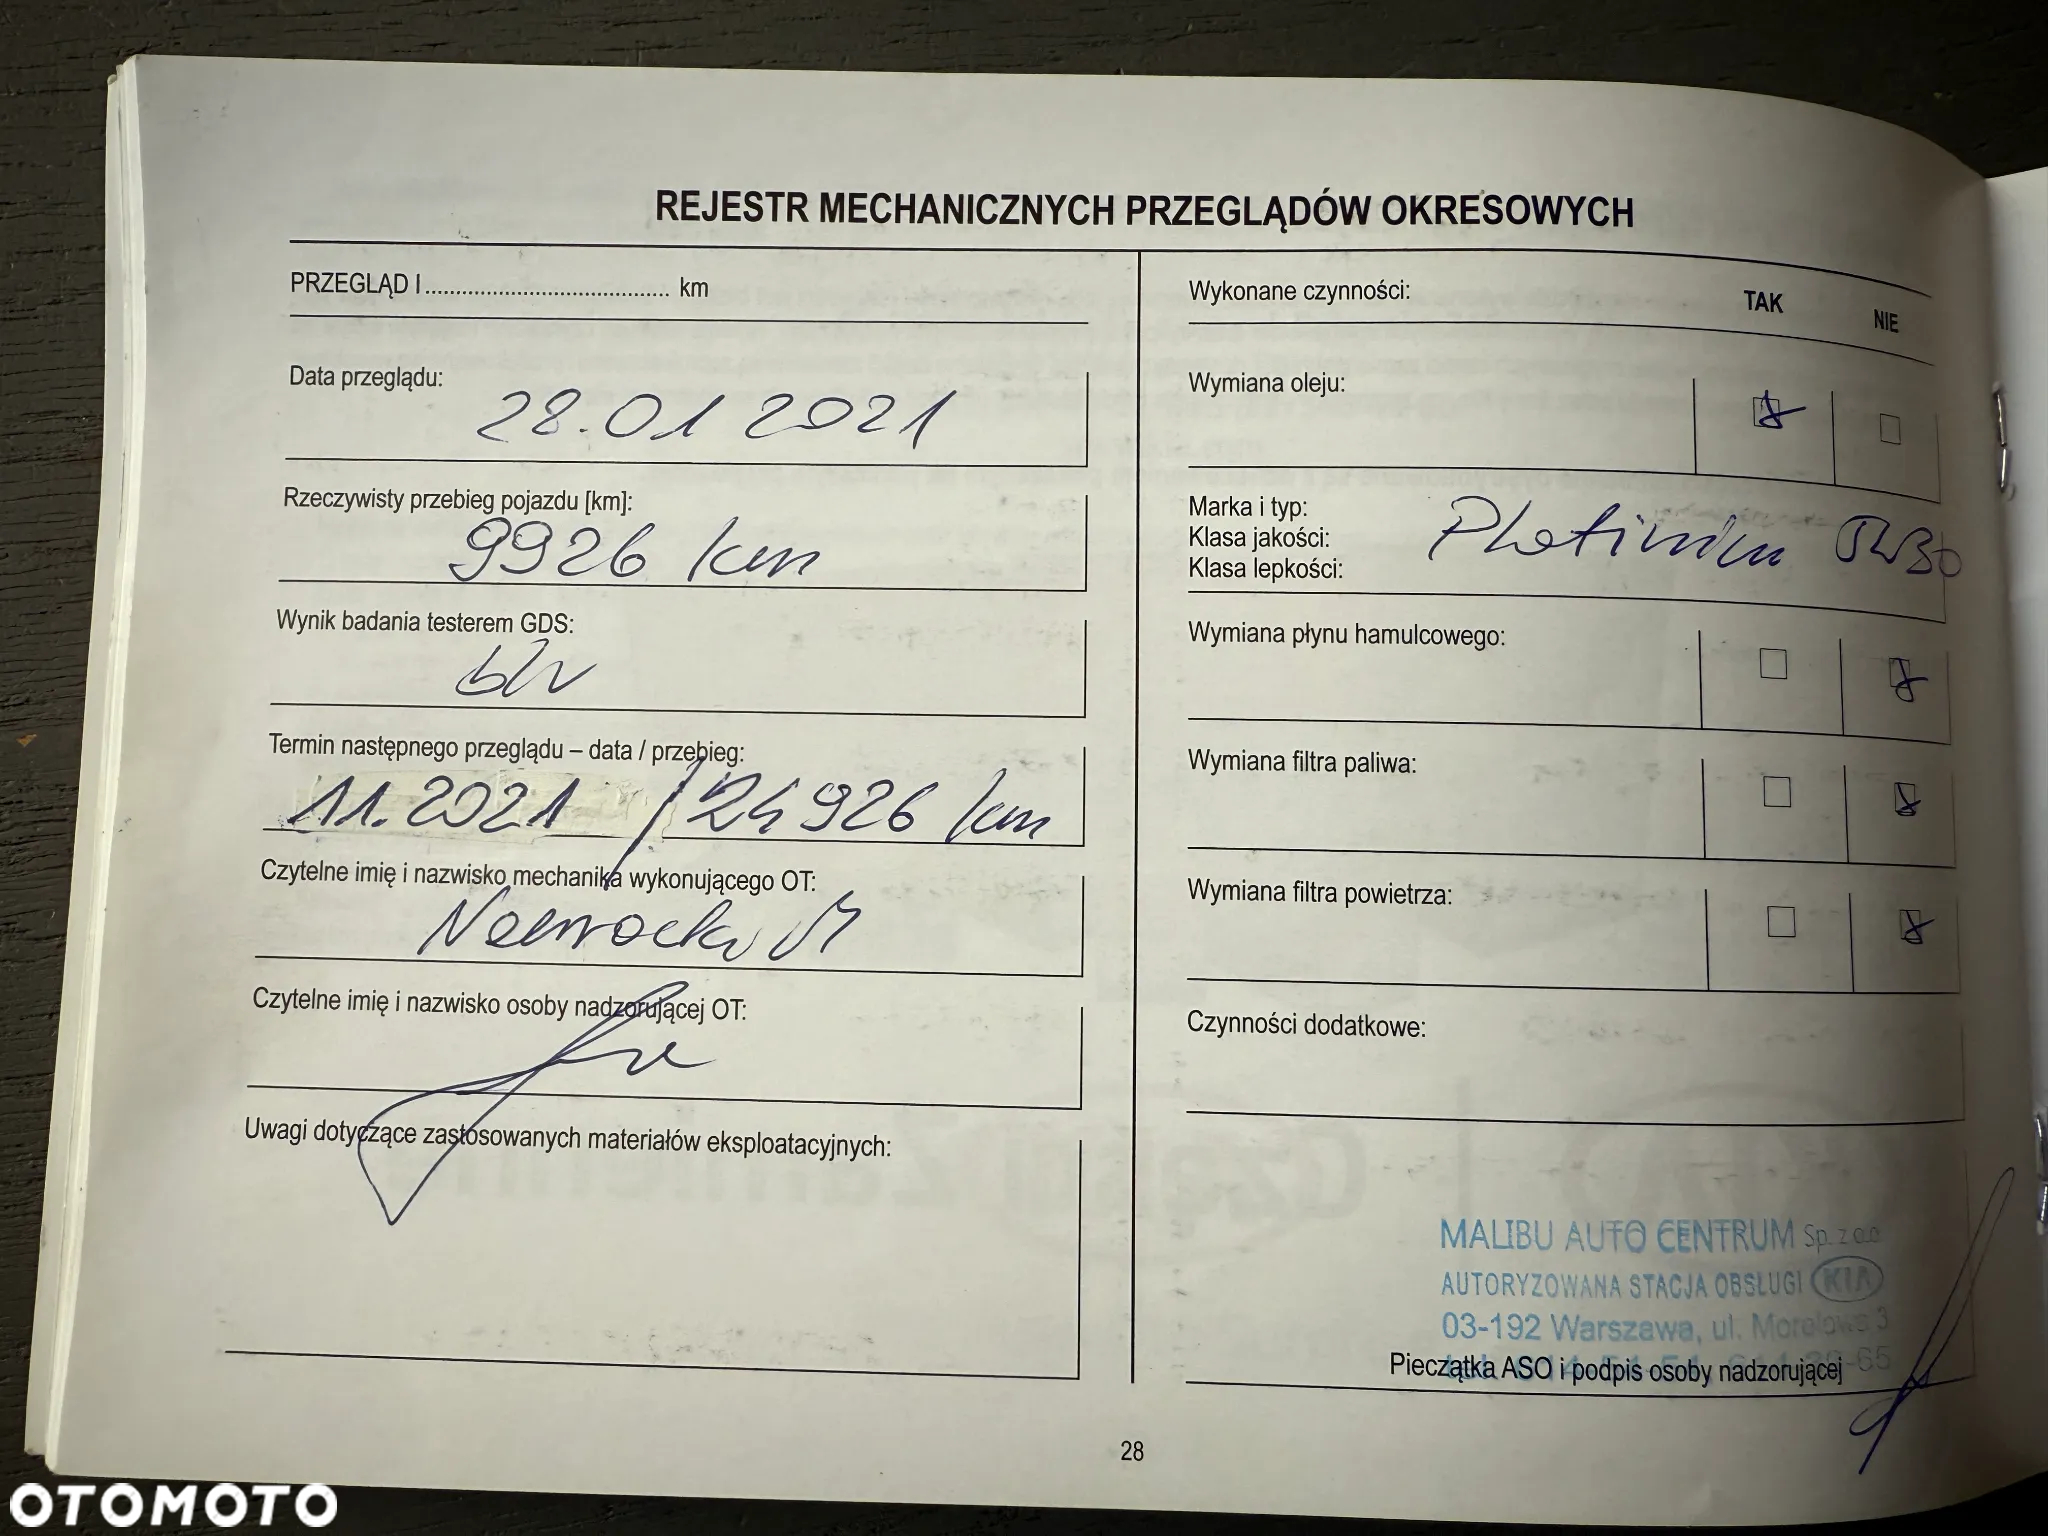 REJESTR MECHANICZNYCH PRZEGLĄDÓW OKRESOWYCH
PRZEGLĄD I........................................ km
Data przeglądu:
28.01 2021
Rzeczywisty przebieg pojazdu [km]:
9926 km
Wynik badania testerem GDS:
Termin następnego przeglądu – data / przebieg:
11.2021 / 24926 km
Czytelne imię i nazwisko mechanika wykonującego OT:
Czytelne imię i nazwisko osoby nadzorującej OT:
Uwagi dotyczące zastosowanych materiałów eksploatacyjnych:
Wykonane czynności:
TAK
NIE
Wymiana oleju:
Marka i typ:
Klasa jakości:
Klasa lepkości:
Platinum
Wymiana płynu hamulcowego:
Wymiana filtra paliwa:
Wymiana filtra powietrza:
Czynności dodatkowe:
MALIBU AUTO CENTRUM Sp. z o.o
AUTORYZOWANA STACJA OBSŁUGI KIA
03-192 Warszawa, ul. Morelowa 3
Pieczątka ASO i podpis osoby nadzorującej
28
OTOMOTO